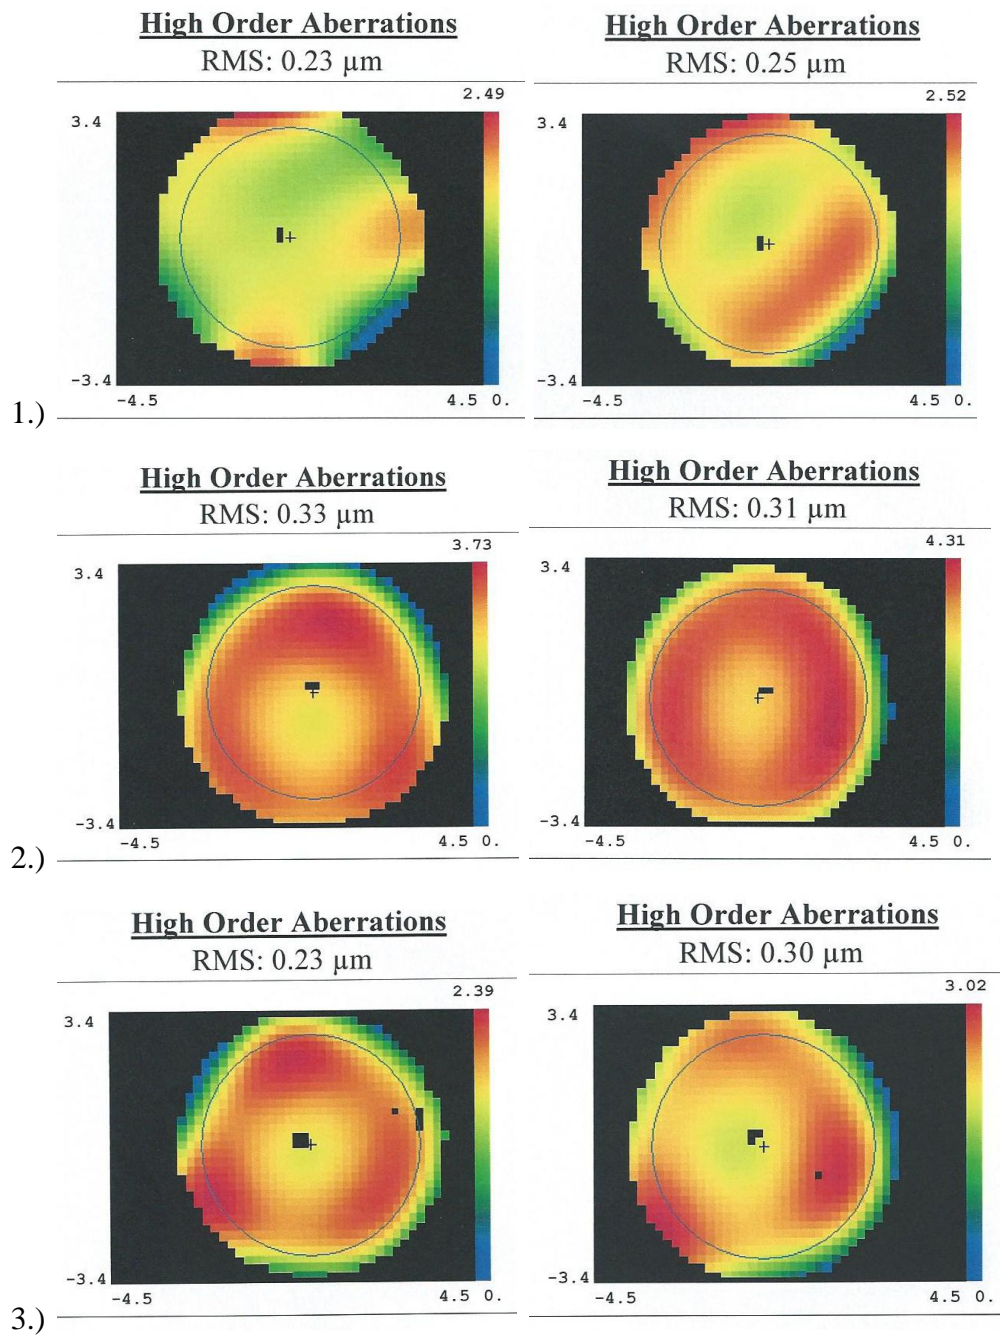 High Order Aberrations High Order Aberrations
RMS: 0.23 µm RMS: 0.25 µm
2.49 2.52
3.4 3.4
-3.4 -3.4
-4.5 4.5 0. -4.5 4.5 0.
1.)
High Order Aberrations High Order Aberrations
RMS: 0.33 µm RMS: 0.31 µm
3.73 4.31
3.4 3.4
-3.4 -3.4
-4.5 4.5 0. -4.5 4.5 0.
2.)
High Order Aberrations High Order Aberrations
RMS: 0.23 µm RMS: 0.30 µm
2.39 3.02
3.4 3.4
-3.4 -3.4
-4.5 4.5 0. -4.5 4.5 0.
3.)